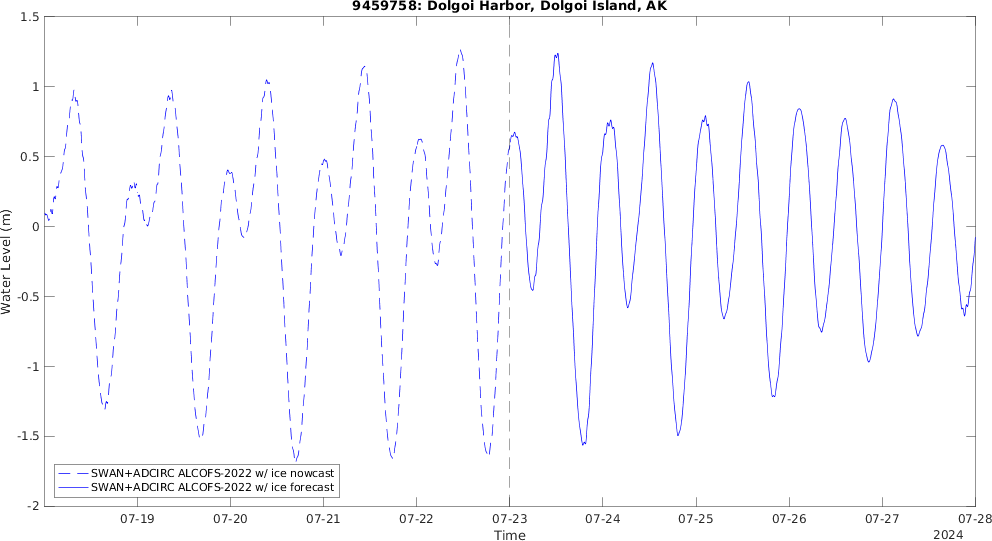 9459758: Dolgoi Harbor, Dolgoi Island, AK
1.5
1
0.5
0
-0.5
-1
-1.5
-2
Water Level (m)
SWAN+ADCIRC ALCOFS-2022 w/ ice nowcast
SWAN+ADCIRC ALCOFS-2022 w/ ice forecast
07-19 07-20 07-21 07-22 07-23 07-24 07-25 07-26 07-27 07-28
Time
2024